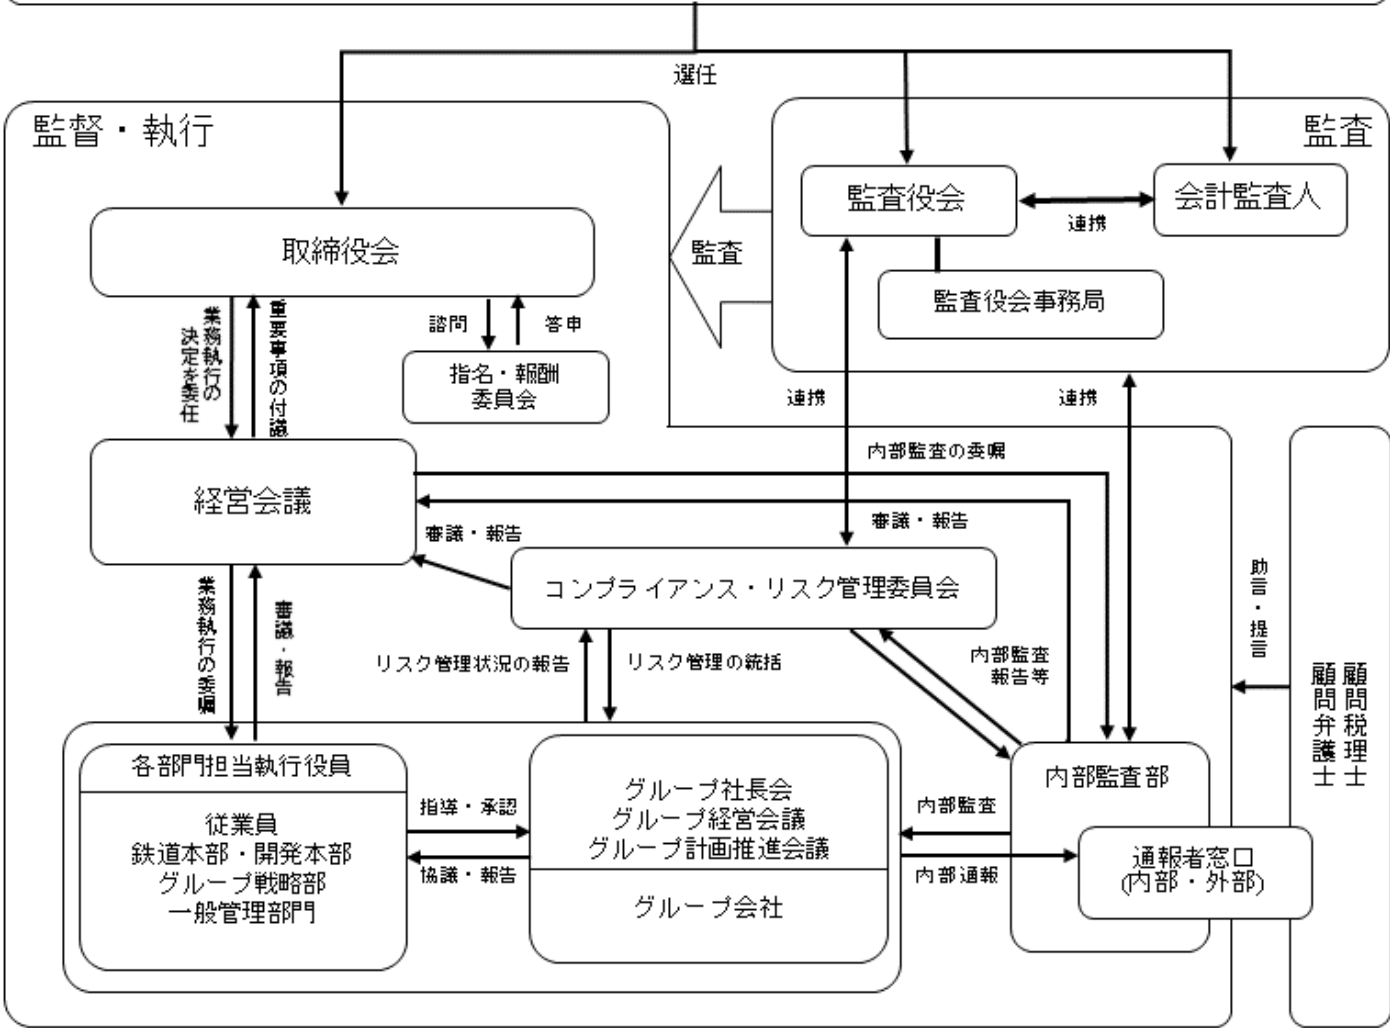 選任
監督・執行
監査
監査役会
会計監査人
連携
取締役会
監査
監査役会事務局
業務執行の
決定を委任
重要事項の付議
諮問
答申
指名・報酬
委員会
連携
連携
内部監査の委嘱
経営会議
審議・報告
審議・報告
コンプライアンス・リスク管理委員会
助言・提言
業務執行の委嘱
審議・報告
リスク管理状況の報告
リスク管理の統括
内部監査
報告等
顧問税理士
顧問弁護士
各部門担当執行役員
従業員
鉄道本部・開発本部
グループ戦略部
一般管理部門
指導・承認
協議・報告
グループ社長会
グループ経営会議
グループ計画推進会議
グループ会社
内部監査
内部通報
内部監査部
通報者窓口
(内部・外部)